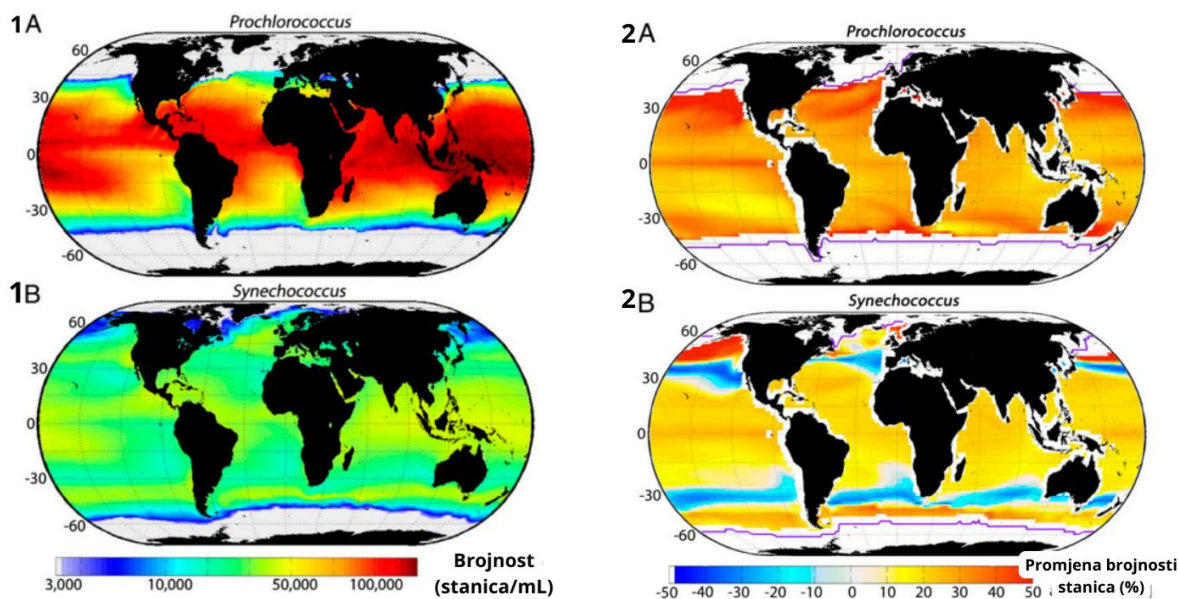 1A
Prochlorococcus
60
30
0
-30
-60
1B
Synechococcus
60
30
0
-30
-60
3,000
10,000
50,000
100,000
Brojnost
(stanica/mL)
2A
Prochlorococcus
60
30
0
-30
-60
2B
Synechococcus
60
30
0
-30
-60
-50 -40 -30 -20 -10 0 10 20 30 40 50
Promjena brojnosti
stanica (%)